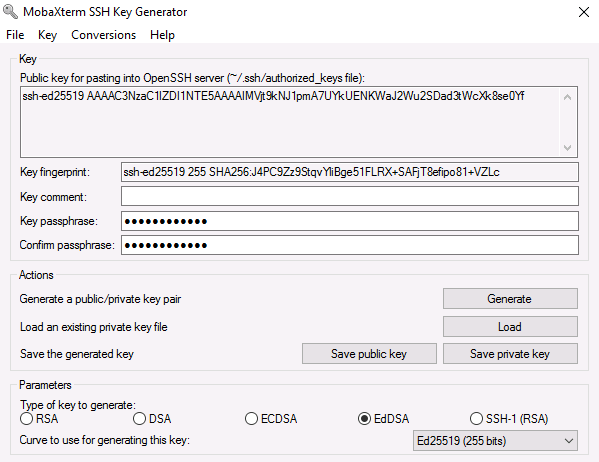 MobaXterm SSH Key Generator
File Key Conversions Help
Key
Public key for pasting into OpenSSH server (~/.ssh/authorized_keys file):
ssh-ed25519 AAAAC3NzaC1lZDI1NTE5AAAAIMVjt9kNJ1pmA7UYkUENKWaJ2Wu2SDad3tWcXk8se0Yf
Key fingerprint: ssh-ed25519 255 SHA256:J4PC9Zz9StqvYliBge51FLRX+SAFjT8efipo81+VZLc
Key comment:
Key passphrase: ●●●●●●●●●●●●
Confirm passphrase: ●●●●●●●●●●●●
Actions
Generate a public/private key pair Generate
Load an existing private key file Load
Save the generated key Save public key Save private key
Parameters
Type of key to generate:
RSA DSA ECDSA EdDSA SSH-1 (RSA)
Curve to use for generating this key: Ed25519 (255 bits)